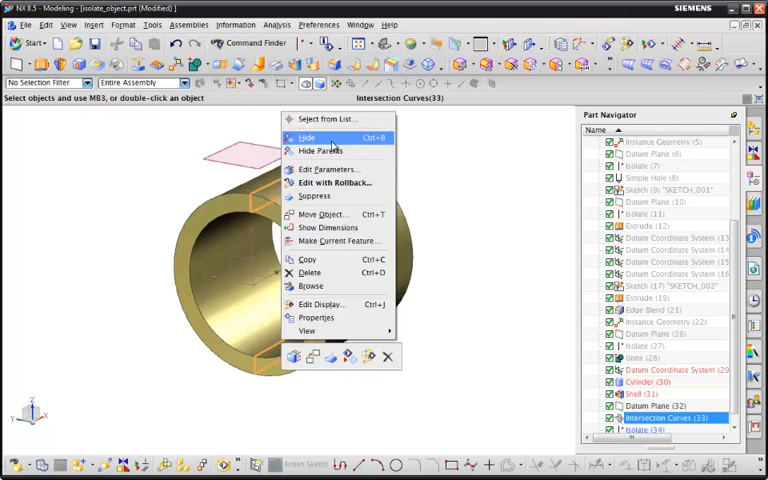 NX 8.5 - Modeling - [isolate_object.prt (Modified) ]
SIEMENS
File Edit View Insert Format Tools Assemblies Information Analysis Preferences Window Help
Start
Command Finder
No Selection Filter
Entire Assembly
Select objects and use MB3, or double-click an object
Intersection Curves(33)
Select from List...
Hide Ctrl+B
Hide Parents
Edit Parameters...
Edit with Rollback...
Suppress
Move Object... Ctrl+T
Show Dimensions
Make Current Feature...
Copy Ctrl+C
Delete Ctrl+D
Browse
Edit Display... Ctrl+J
Properties
View
Z
Y
X
Part Navigator
Name
Instance Geometry (5)
Datum Plane (6)
Isolate (7)
Simple Hole (8)
Sketch (9) "SKETCH_001"
Datum Plane (10)
Isolate (11)
Extrude (12)
Datum Coordinate System (13
Datum Coordinate System (14
Datum Coordinate System (15
Sketch (16) "SKETCH_002"
Extrude (19)
Edge Blend (21)
Instance Geometry (22)
Datum Plane (26)
Isolate (27)
Unite (28)
Datum Coordinate System (29
Cylinder (30)
Shell (31)
Datum Plane (32)
Intersection Curves (33)
Isolate (34)
Finish Sketch